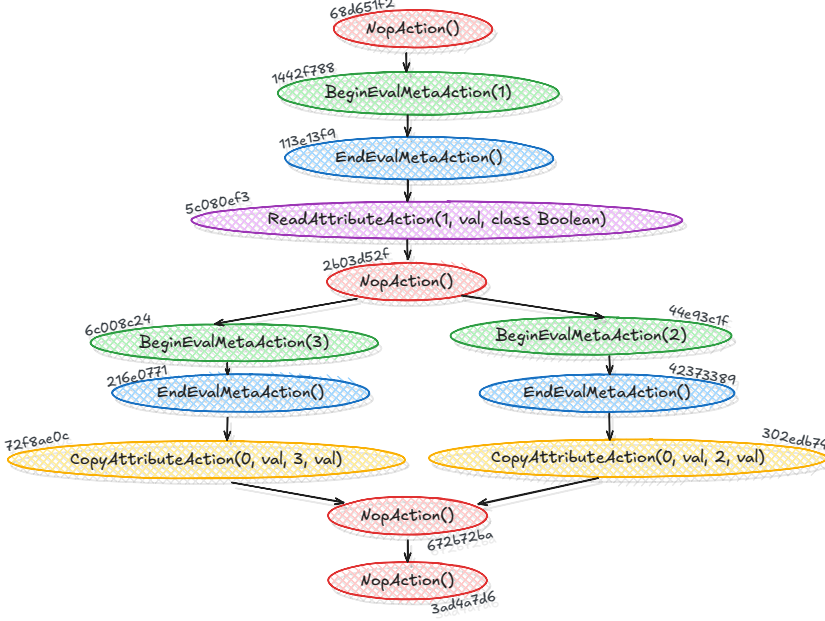 68d651f2
NopAction()
1442f788
BeginEvalMetaAction(1)
113e13f9
EndEvalMetaAction()
5c080ef3
ReadAttributeAction(1, val, class Boolean)
2b03d52f
NopAction()
6c008c24
BeginEvalMetaAction(3)
44e93c1f
BeginEvalMetaAction(2)
216e0771
EndEvalMetaAction()
42373389
EndEvalMetaAction()
72f8ae0c
CopyAttributeAction(0, val, 3, val)
302edb74
CopyAttributeAction(0, val, 2, val)
NopAction()
672b72ba
NopAction()
3ad4a7d6